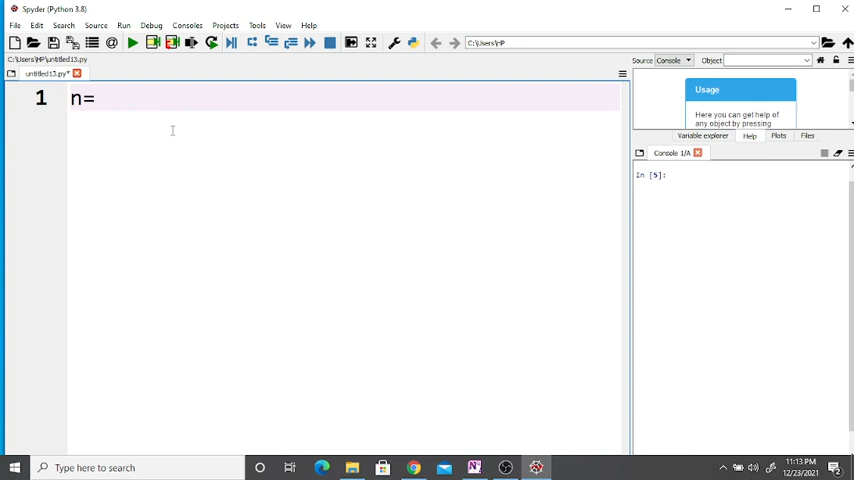 Spyder (Python 3.8)
File Edit Search Source Run Debug Consoles Projects Tools View Help
C:\Users\HP
C:\Users\HP\untitled13.py
Source Console Object
untitled13.py*
1 n=
Usage
Here you can get help of
any object by pressing
Variable explorer Help Plots Files
Console 1/A
In [5]:
Type here to search
11:13 PM
12/23/2021
2